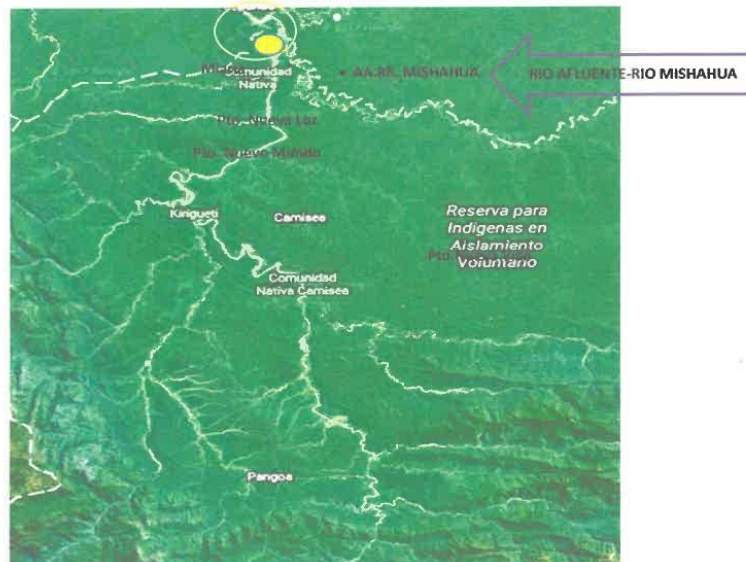 Comunidad
Nativa
• AA.RR. MISHAHUA
RIO AFLUENTE-RIO MISHAHUA
Pto. Nueva Luz
Pto. Nuevo Mundo
Kirigueti
Camisea
Reserva para
Indigenas en
Aislamiento
Voluntario
Comunidad
Nativa Camisea
Pangoa